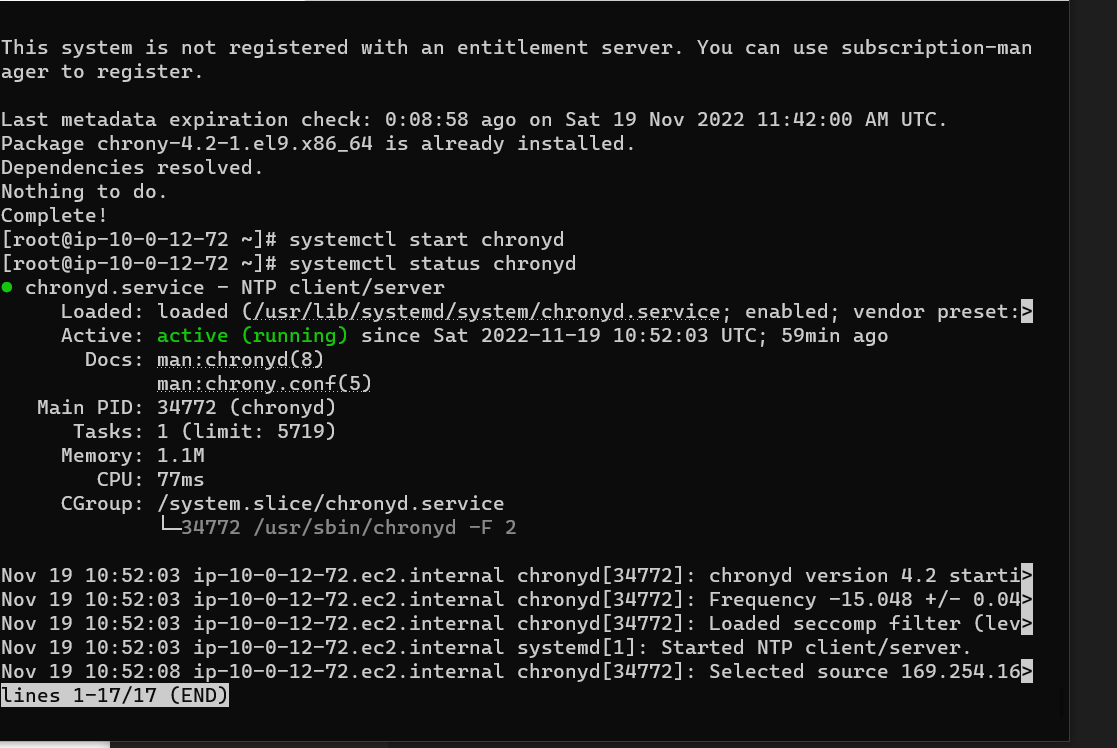 This system is not registered with an entitlement server. You can use subscription-man
ager to register.
Last metadata expiration check: 0:08:58 ago on Sat 19 Nov 2022 11:42:00 AM UTC.
Package chrony-4.2-1.el9.x86_64 is already installed.
Dependencies resolved.
Nothing to do.
Complete!
[root@ip-10-0-12-72 ~]# systemctl start chronyd
[root@ip-10-0-12-72 ~]# systemctl status chronyd
● chronyd.service - NTP client/server
Loaded: loaded (/usr/lib/systemd/system/chronyd.service; enabled; vendor preset:>
Active: active (running) since Sat 2022-11-19 10:52:03 UTC; 59min ago
Docs: man:chronyd(8)
man:chrony.conf(5)
Main PID: 34772 (chronyd)
Tasks: 1 (limit: 5719)
Memory: 1.1M
CPU: 77ms
CGroup: /system.slice/chronyd.service
└─34772 /usr/sbin/chronyd -F 2
Nov 19 10:52:03 ip-10-0-12-72.ec2.internal chronyd[34772]: chronyd version 4.2 starti>
Nov 19 10:52:03 ip-10-0-12-72.ec2.internal chronyd[34772]: Frequency -15.048 +/- 0.04>
Nov 19 10:52:03 ip-10-0-12-72.ec2.internal chronyd[34772]: Loaded seccomp filter (lev>
Nov 19 10:52:03 ip-10-0-12-72.ec2.internal systemd[1]: Started NTP client/server.
Nov 19 10:52:08 ip-10-0-12-72.ec2.internal chronyd[34772]: Selected source 169.254.16>
lines 1-17/17 (END)